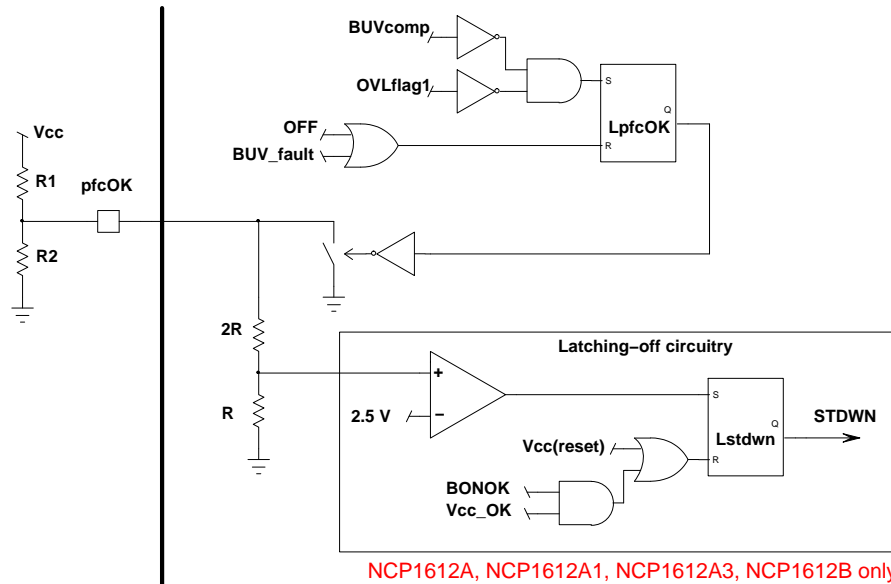 BUVcomp
OVLflag1
S
Q
LpfcOK
R
OFF
BUV_fault
Vcc
R1
pfcOK
R2
2R
R
Latching–off circuitry
+
2.5 V
–
S
Q
Lstdwn
R
STDWN
Vcc(reset)
BONOK
Vcc_OK
NCP1612A, NCP1612A1, NCP1612A3, NCP1612B only